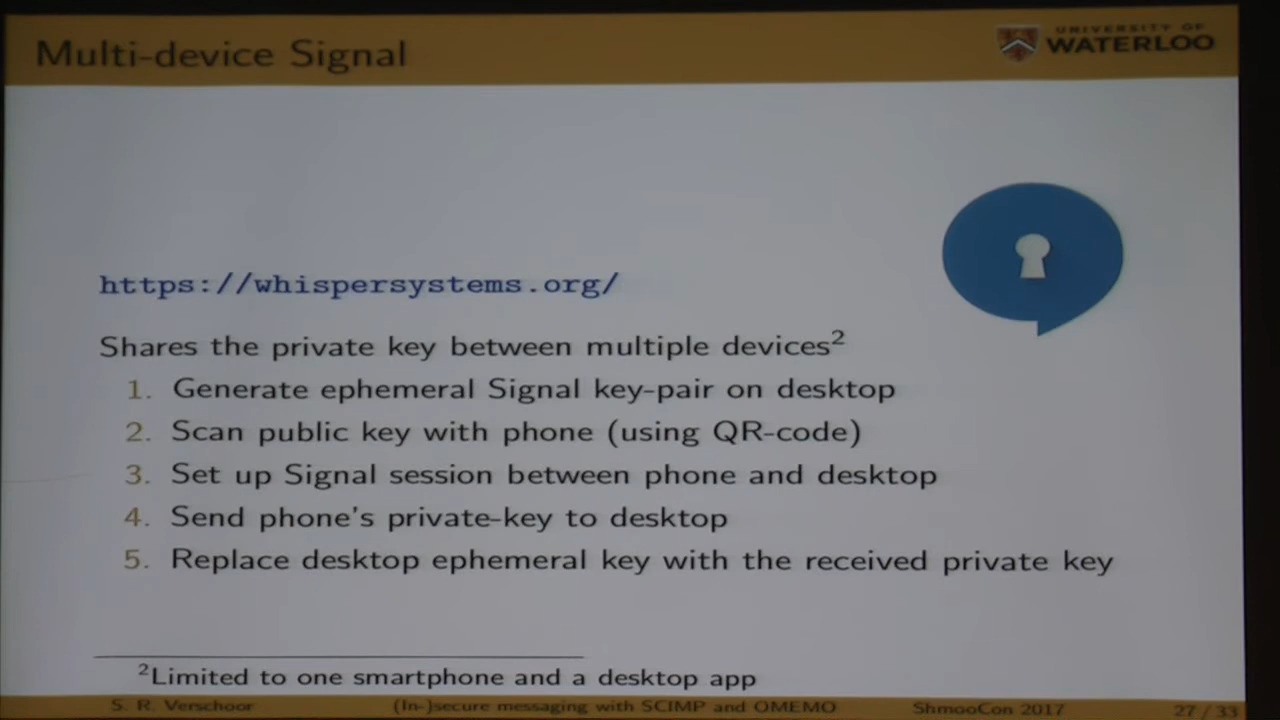 Multi-device Signal
UNIVERSITY OF
WATERLOO
https://whispersystems.org/
Shares the private key between multiple devices²
1. Generate ephemeral Signal key-pair on desktop
2. Scan public key with phone (using QR-code)
3. Set up Signal session between phone and desktop
4. Send phone's private-key to desktop
5. Replace desktop ephemeral key with the received private key
²Limited to one smartphone and a desktop app
S. R. Verschoor (In-)secure messaging with SCIMP and OMEMO ShmooCon 2017 27 / 33